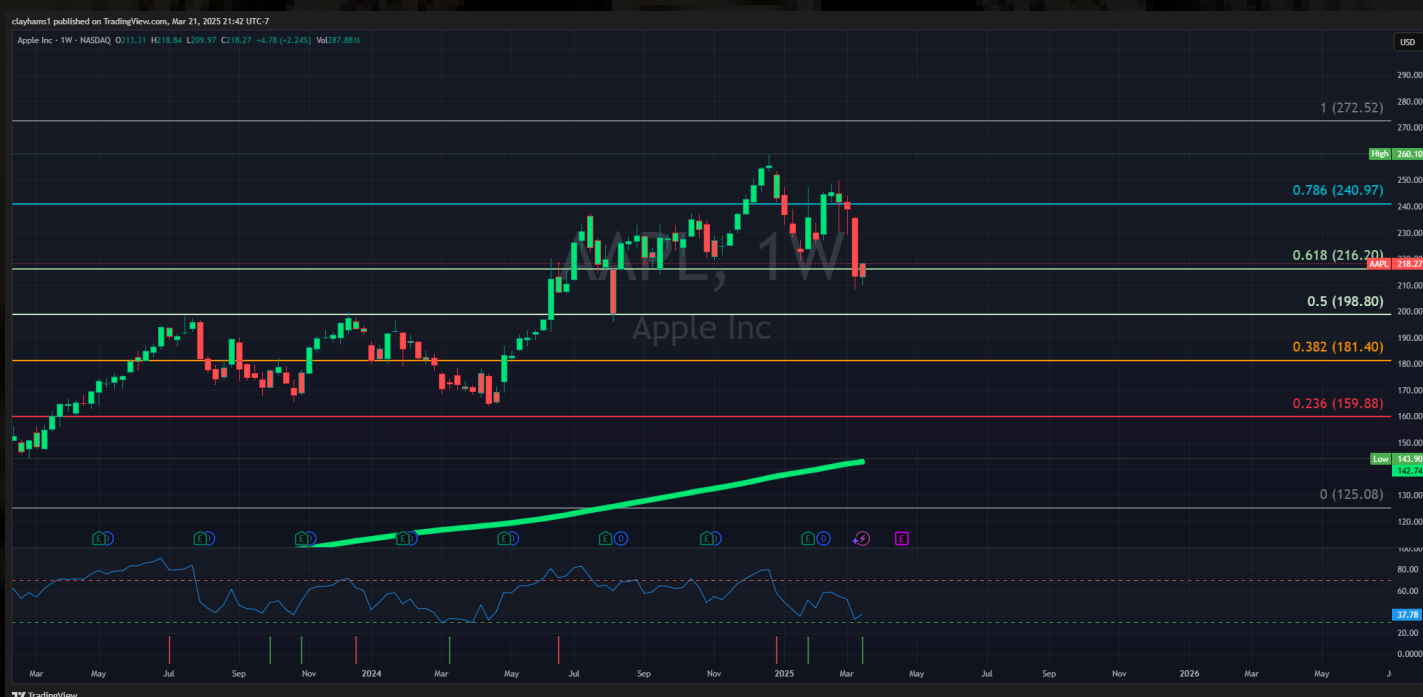 clayhams1 published on TradingView.com, Mar 21, 2025 21:42 UTC-7
Apple Inc · 1W · NASDAQ O213.31 H218.84 L209.97 C218.27 +4.78 (+2.24%) Vol287.88M
USD
290.00
280.00
1 (272.52)
270.00
High 260.10
250.00
0.786 (240.97)
240.00
230.00
AAPL, 1W
0.618 (216.20)
AAPL 218.27
210.00
0.5 (198.80)
200.00
Apple Inc
190.00
0.382 (181.40)
180.00
170.00
0.236 (159.88)
160.00
150.00
Low 143.90
142.74
130.00
0 (125.08)
120.00
E D E D E D E D E D E D E D E D E
100.00
80.00
60.00
37.78
20.00
0.0000
Mar May Jul Sep Nov 2024 Mar May Jul Sep Nov 2025 Mar May Jul Sep Nov 2026 Mar May
TradingView